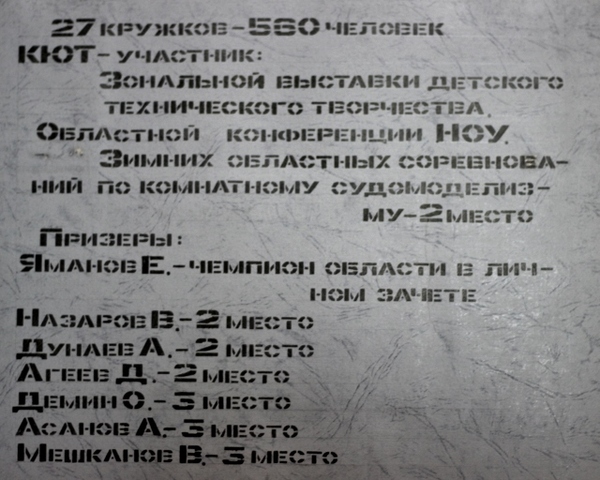 27 кружков-560 человек
КЮТ- участник:
Зональной выставки детского
технического творчества.
Областной конференции НОУ.
Зимних областных соревнова-
ний по комнатному судомоделиз-
му-2 место
Призеры:
Яманов Е.-чемпион области в лич-
ном зачете
Назаров В.-2 место
Дунаев А.-2 место
Агеев Д.-2 место
Демин О.-3 место
Асанов А.-3 место
Мешканов В.-3 место